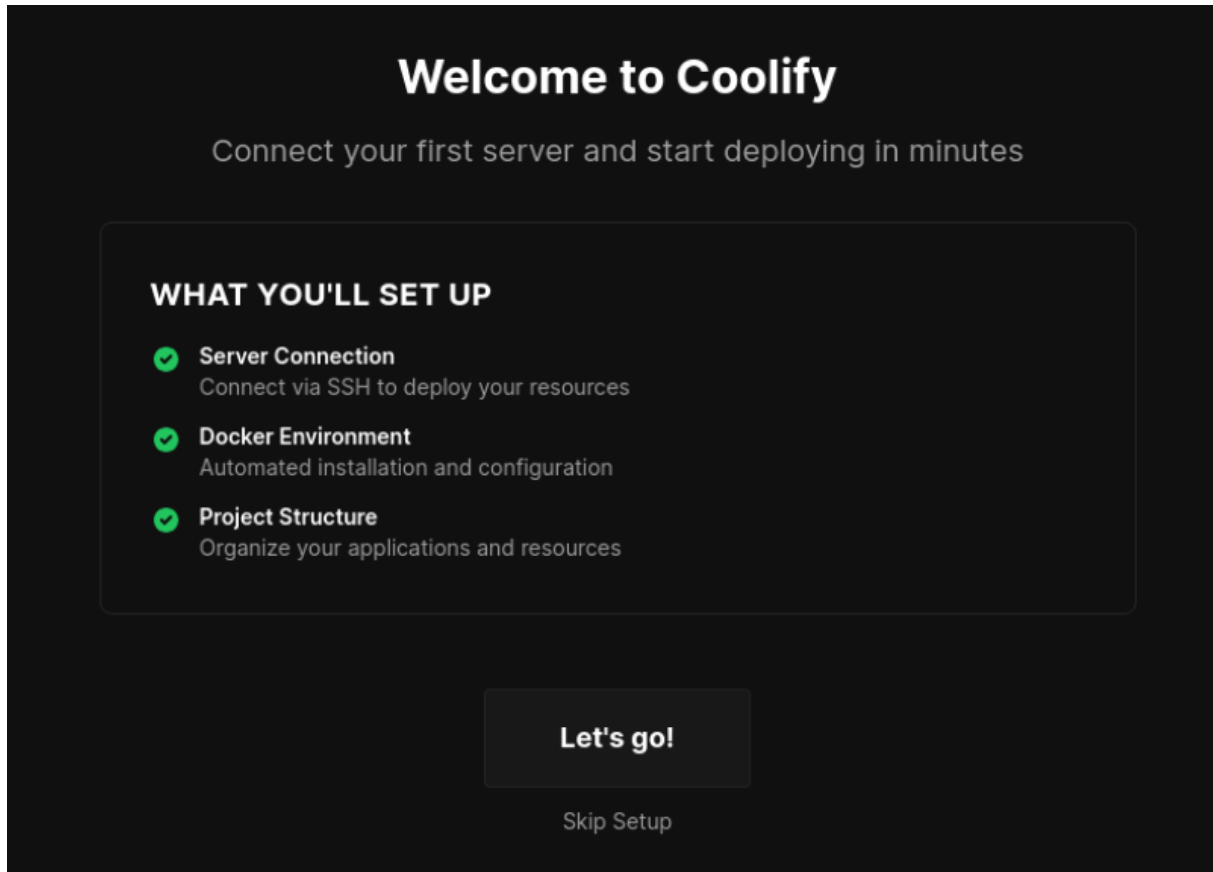 Welcome to Coolify
Connect your first server and start deploying in minutes
WHAT YOU'LL SET UP
Server Connection
Connect via SSH to deploy your resources
Docker Environment
Automated installation and configuration
Project Structure
Organize your applications and resources
Let's go!
Skip Setup